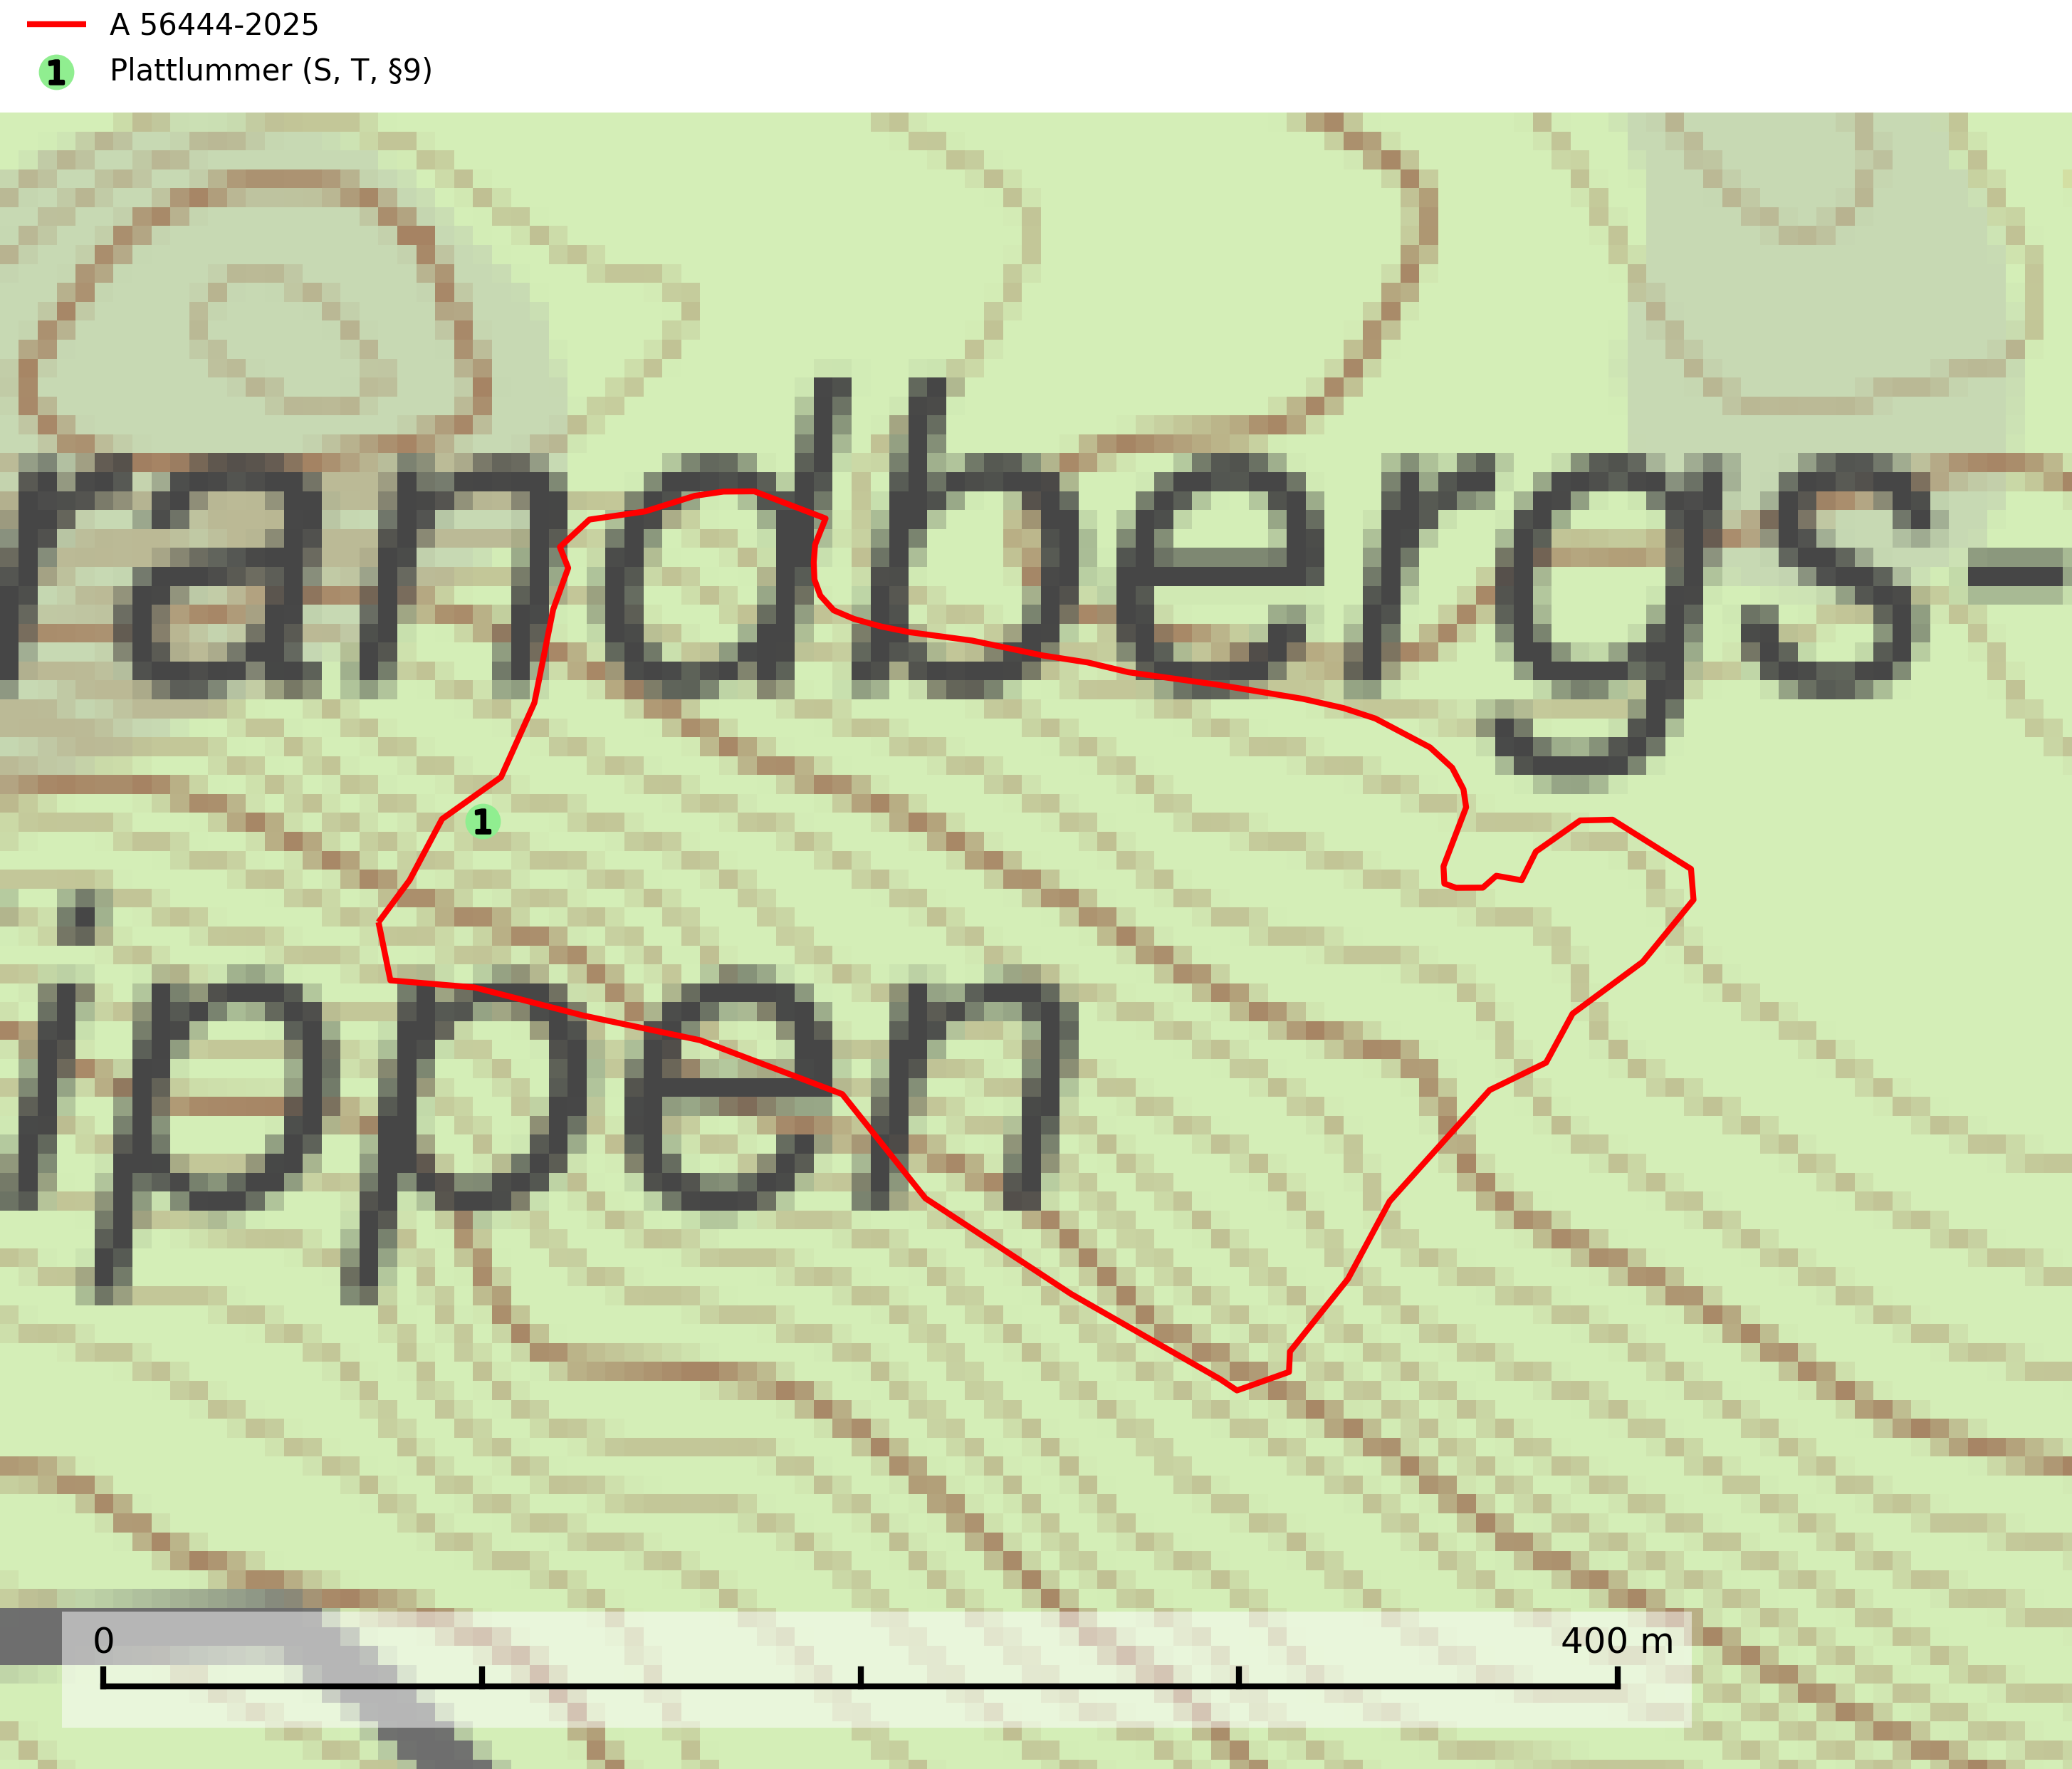 A 56444-2025
1 Plattlummer (S, T, §9)
randbergs-
1
ippen
0 400 m